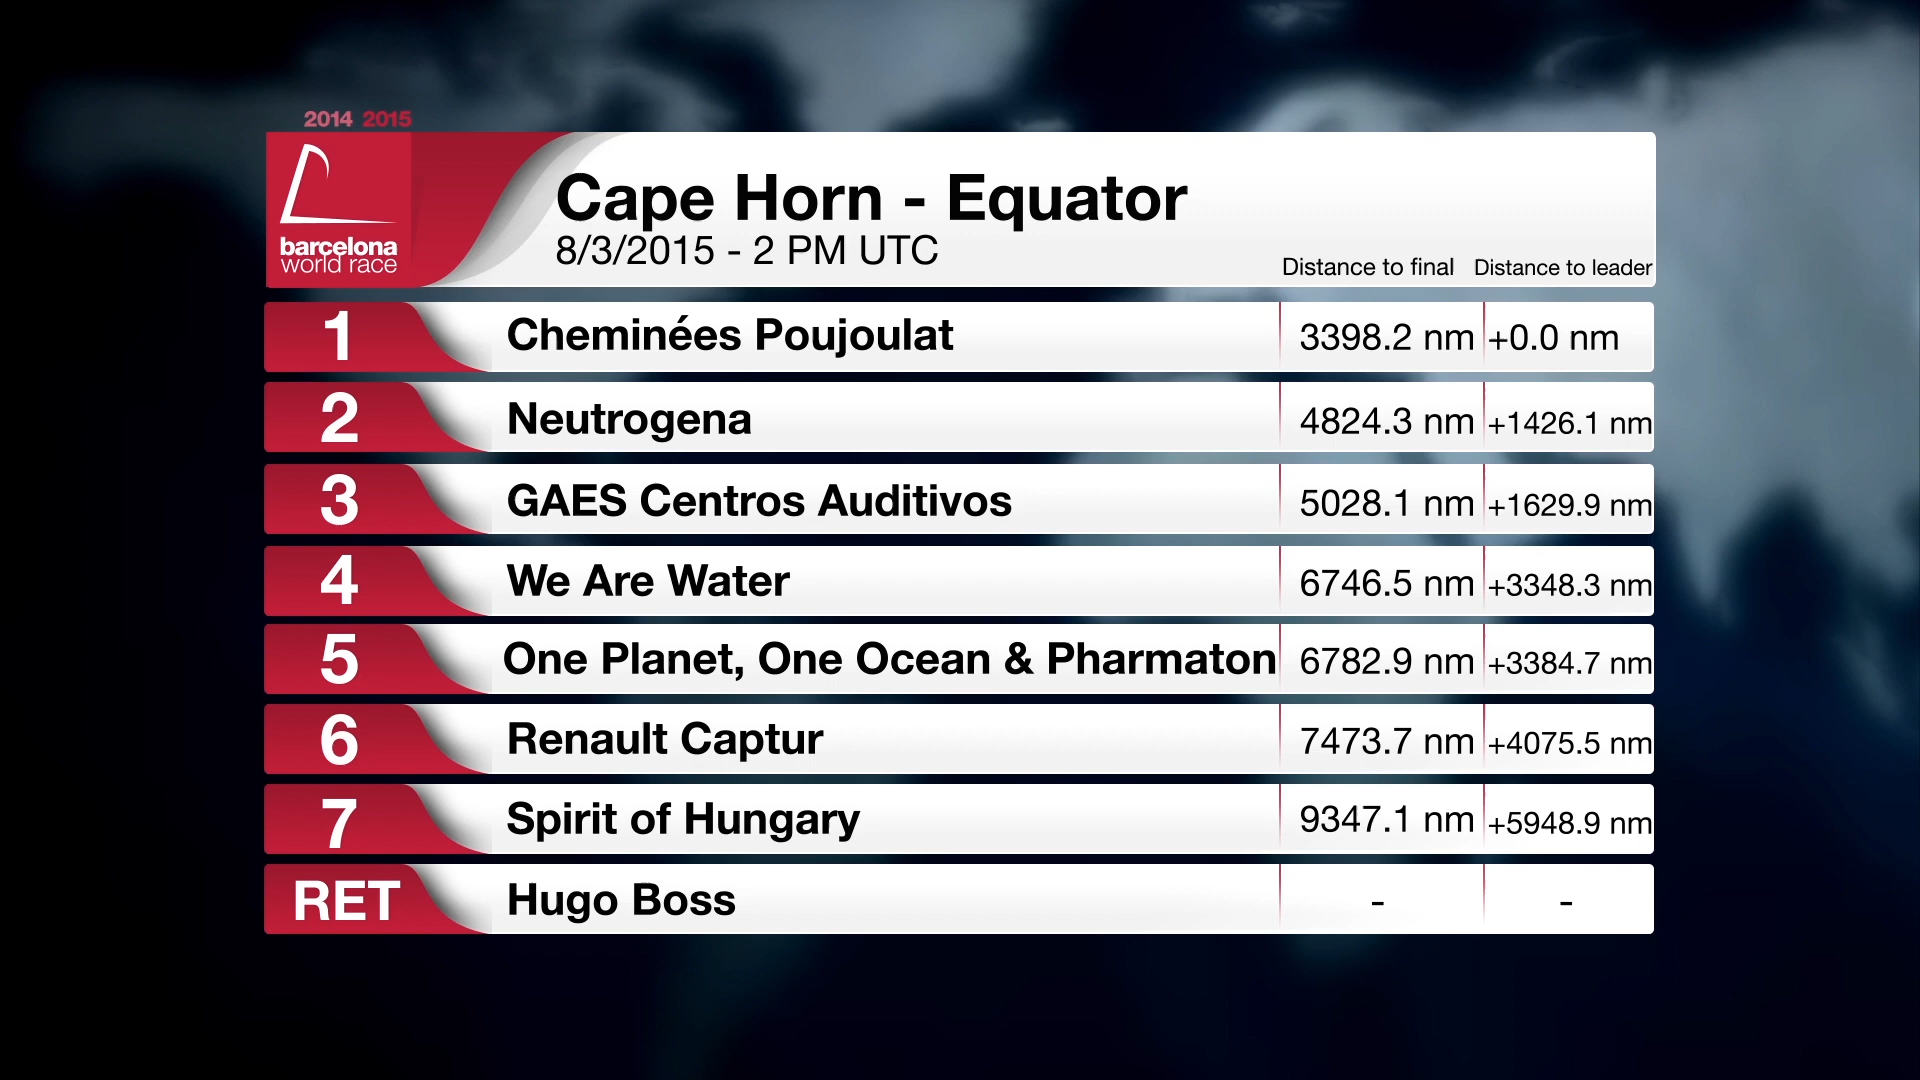 2014 2015
barcelona
world race
Cape Horn - Equator
8/3/2015 - 2 PM UTC
Distance to final Distance to leader
1 Cheminées Poujoulat 3398.2 nm +0.0 nm
2 Neutrogena 4824.3 nm +1426.1 nm
3 GAES Centros Auditivos 5028.1 nm +1629.9 nm
4 We Are Water 6746.5 nm +3348.3 nm
5 One Planet, One Ocean & Pharmaton 6782.9 nm +3384.7 nm
6 Renault Captur 7473.7 nm +4075.5 nm
7 Spirit of Hungary 9347.1 nm +5948.9 nm
RET Hugo Boss - -